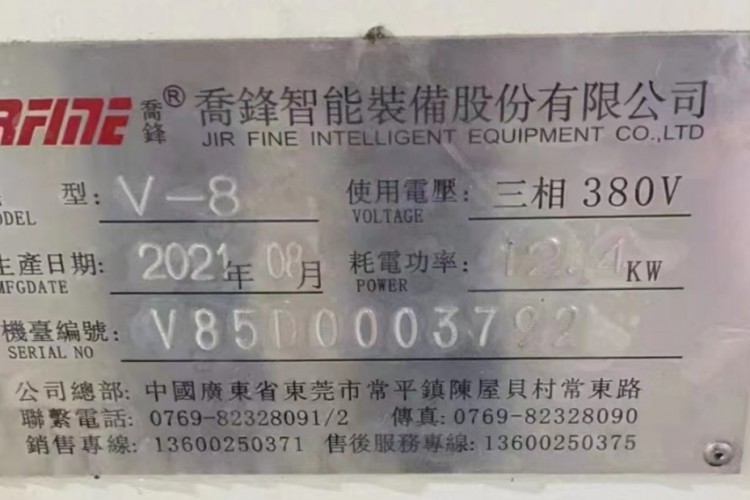 RFINE 喬鋒 ® 喬鋒智能裝備股份有限公司
JIR FINE INTELLIGENT EQUIPMENT CO.,LTD
型: V-8 使用電壓: 三相 380V
ODEL VOLTAGE
生產日期: 2021年 08月 耗電功率: 12.4 KW
MFGDATE POWER
機臺編號: V85D0003792
SERIAL NO
公司總部: 中國廣東省東莞市常平鎮陳屋貝村常東路
聯繫電話: 0769-82328091/2 傳真: 0769-82328090
銷售專線: 13600250371 售後服務專線: 13600250375